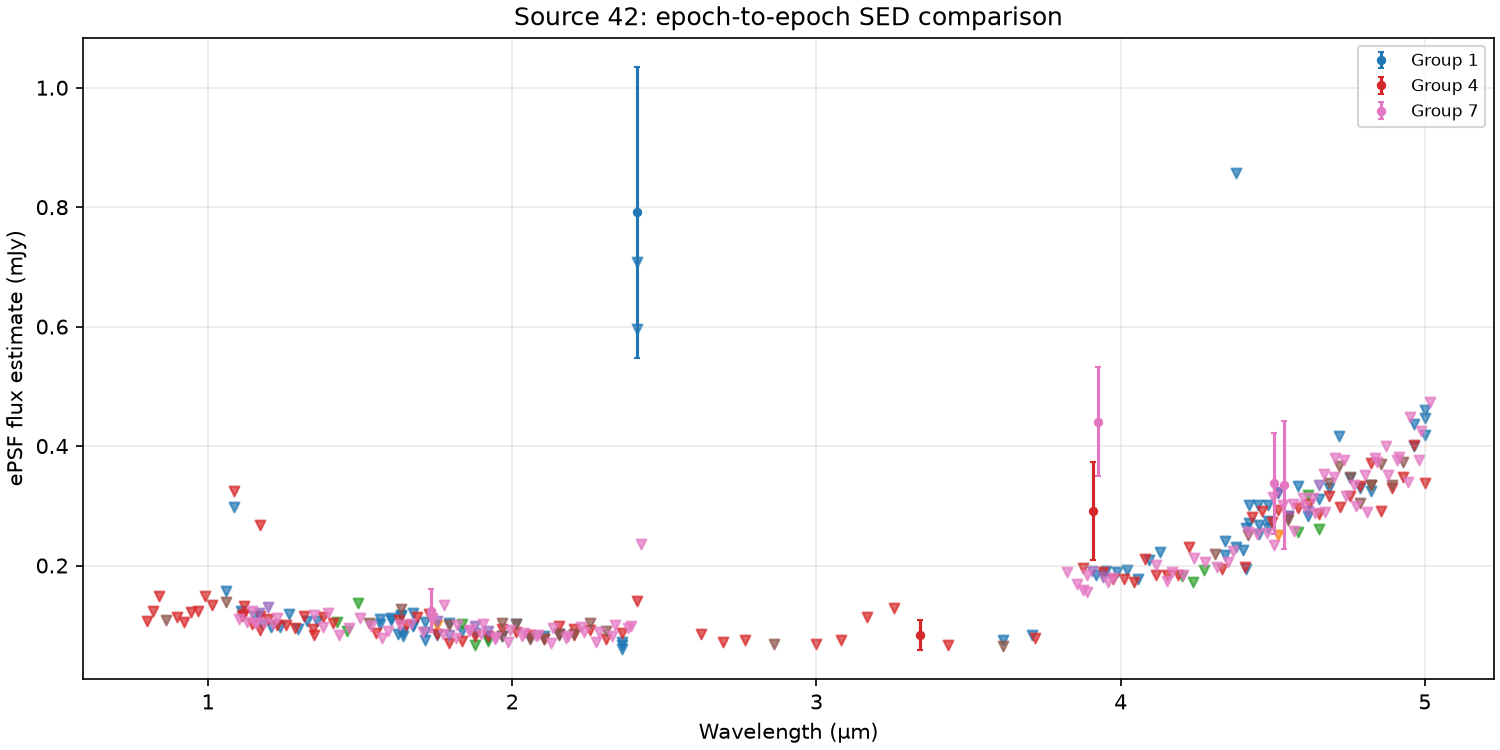 Source 42: epoch-to-epoch SED comparison
ePSF flux estimate (mJy)
1.0
0.8
0.6
0.4
0.2
Group 1
Group 4
Group 7
1 2 3 4 5
Wavelength (μm)